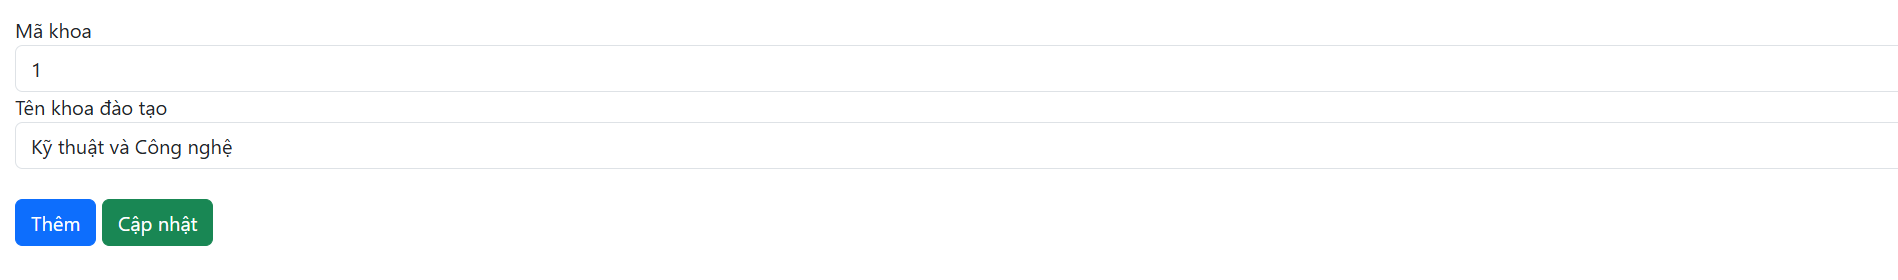 Mã khoa
1
Tên khoa đào tạo
Kỹ thuật và Công nghệ
Thêm Cập nhật